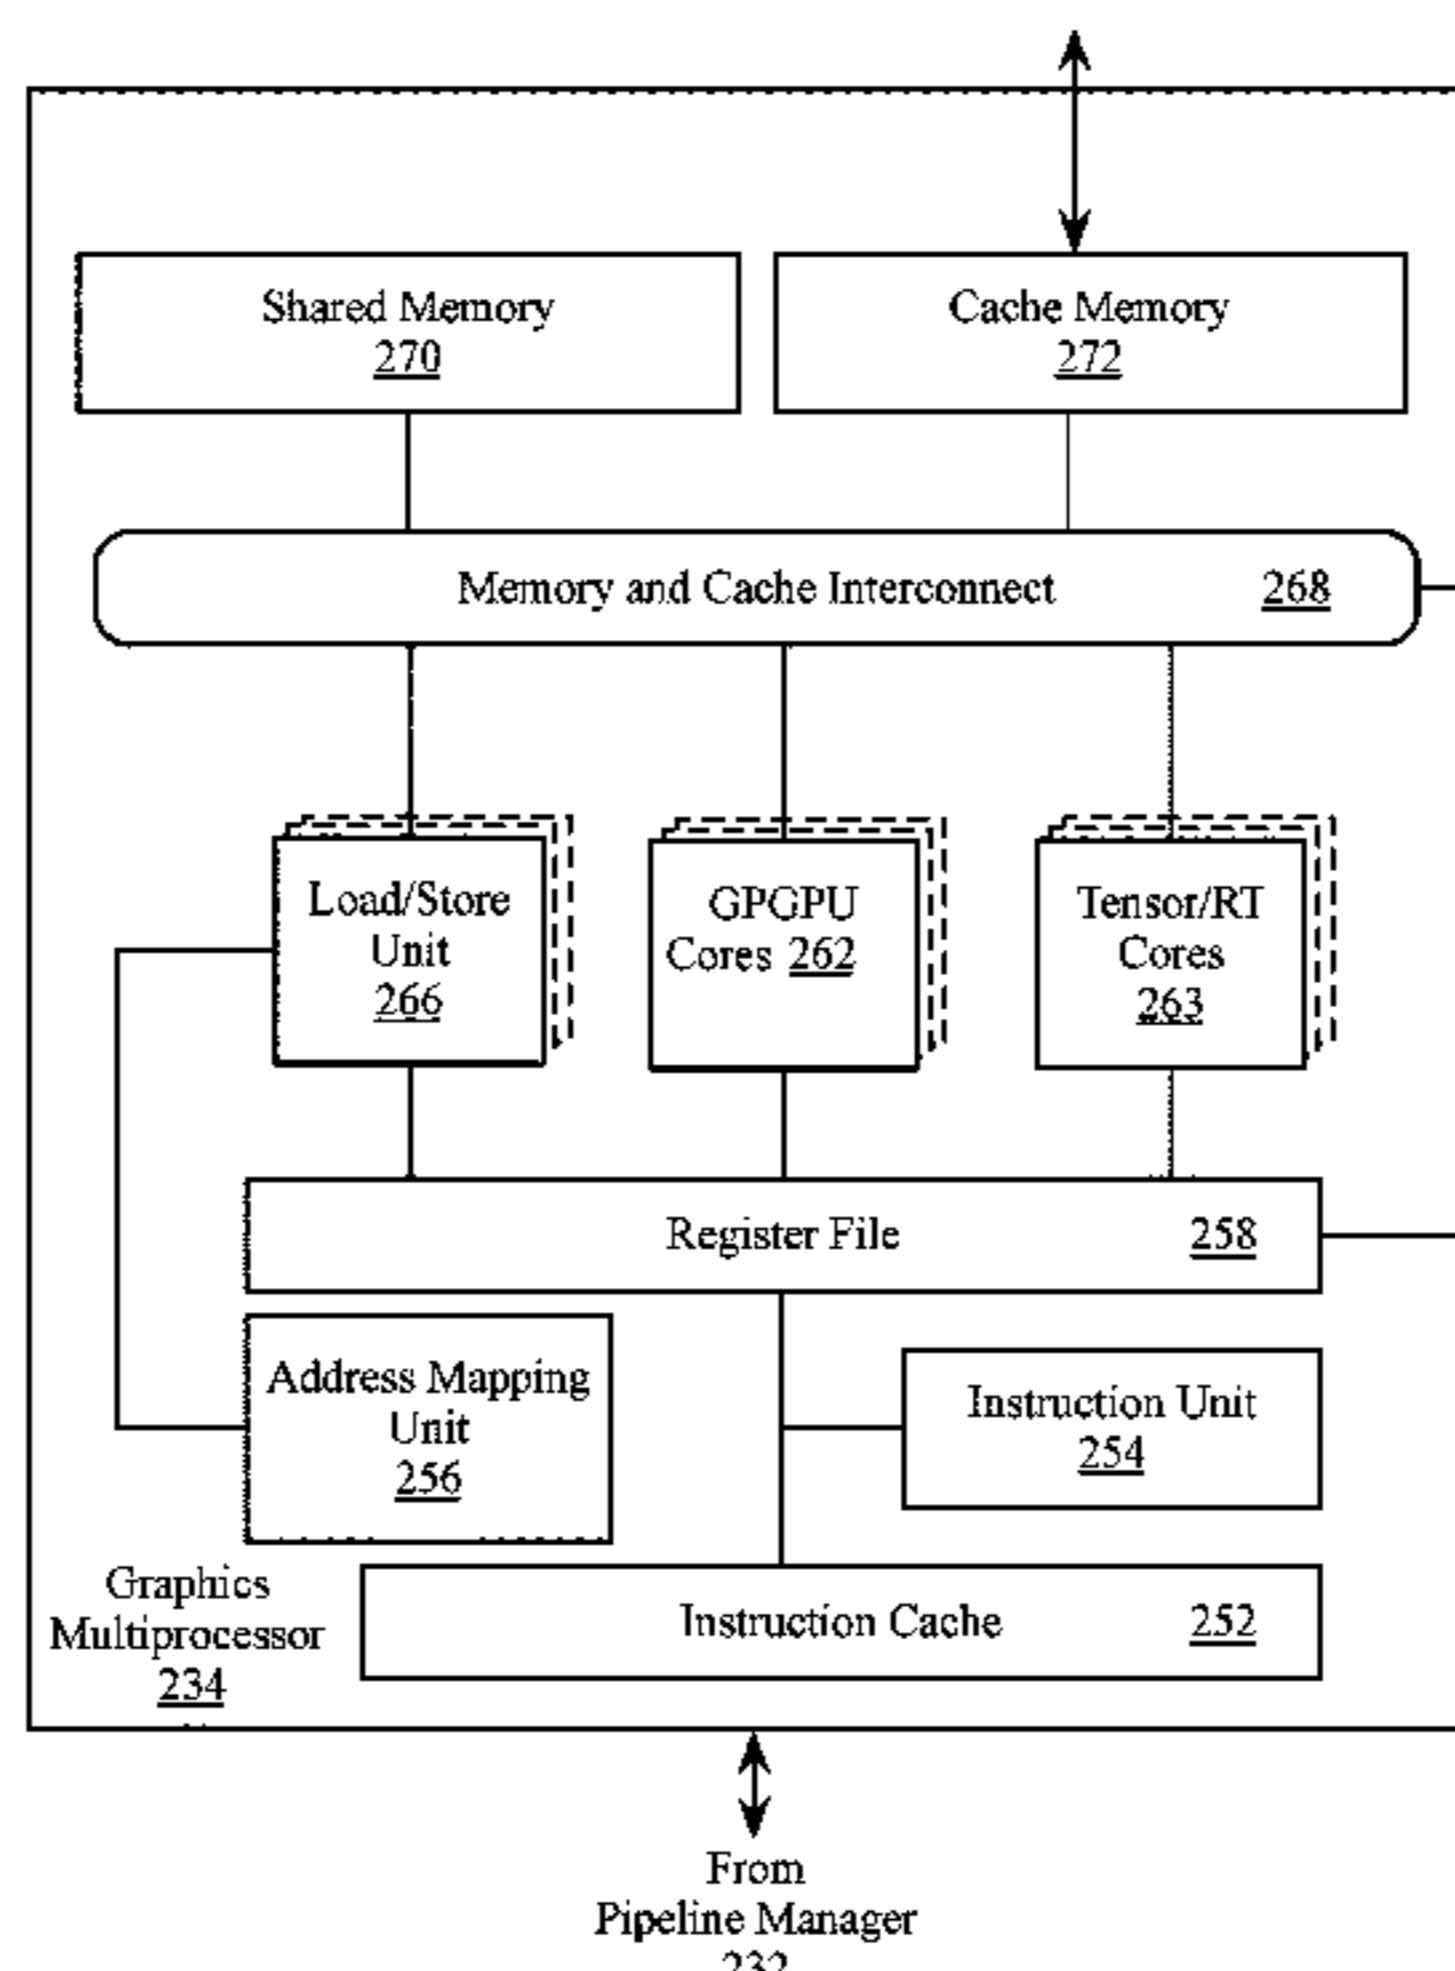 Shared Memory
270
Cache Memory
272
Memory and Cache Interconnect 268
Load/Store
Unit
266
GPGPU
Cores 262
Tensor/RT
Cores
263
Register File 258
Address Mapping
Unit
256
Instruction Unit
254
Graphics
Multiprocessor
234
Instruction Cache 252
From
Pipeline Manager
232